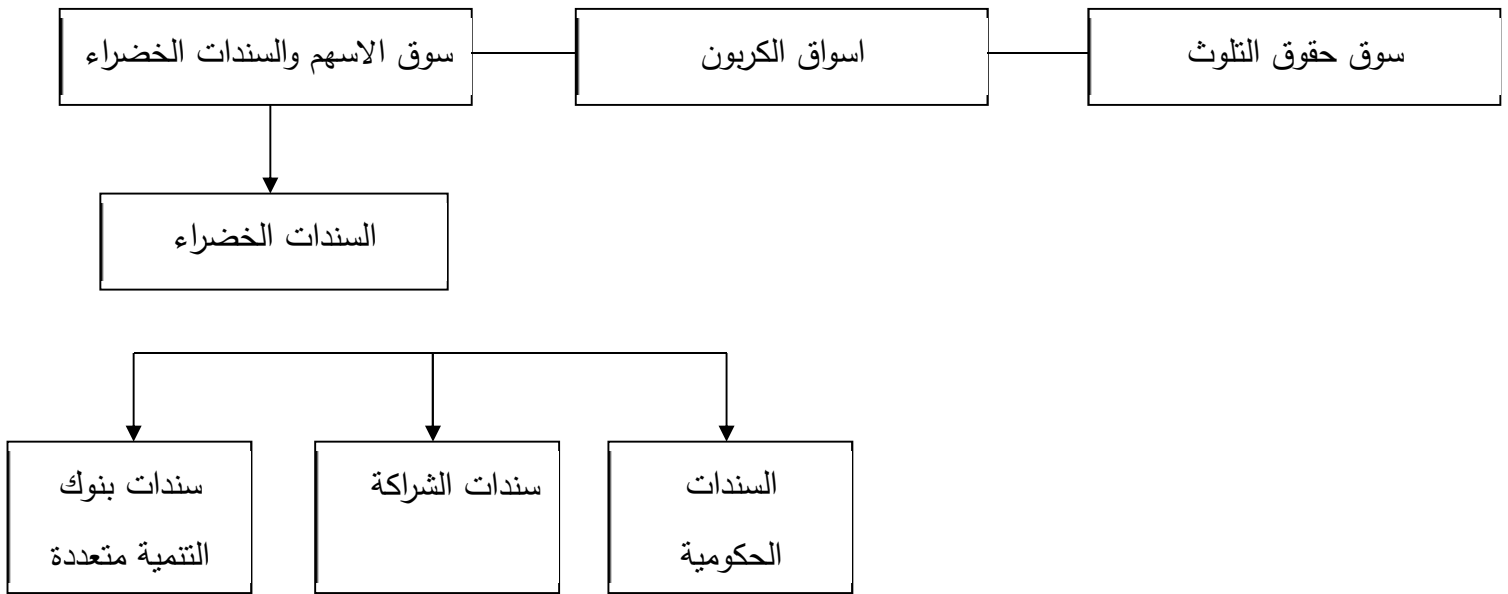 سوق حقوق التلوث
اسواق الكربون
سوق الاسهم والسندات الخضراء
السندات الخضراء
السندات
الحكومية
سندات الشراكة
سندات بنوك
التنمية متعددة